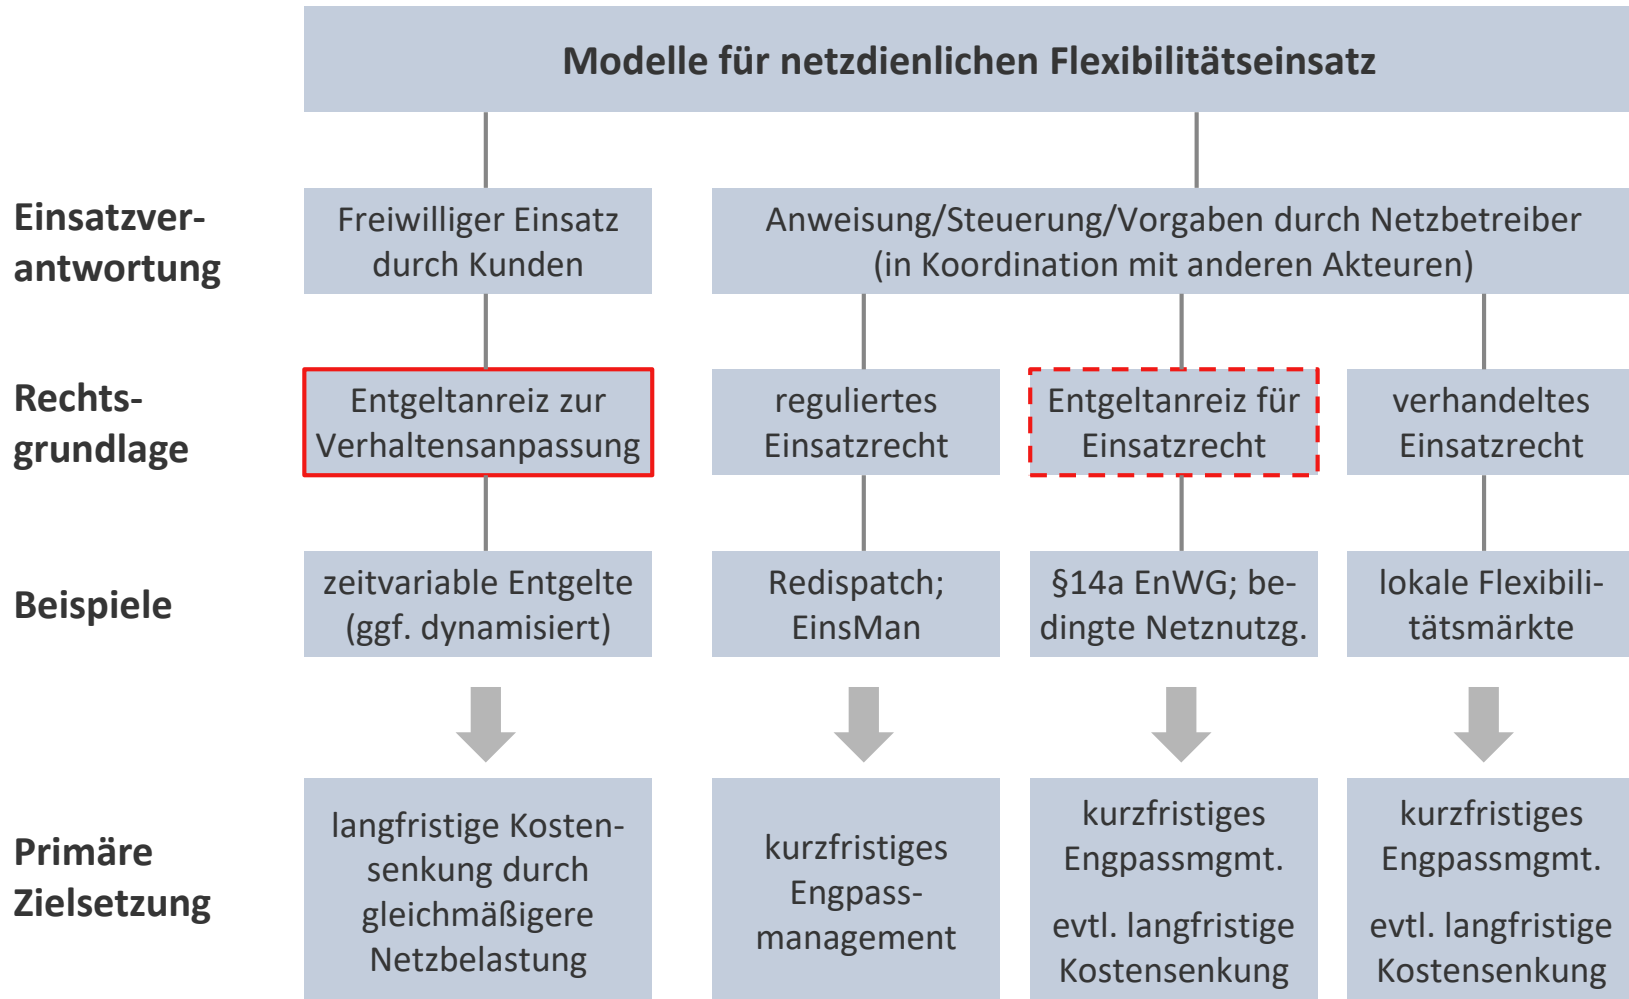 Modelle für netzdienlichen Flexibilitätseinsatz
Einsatzver-
antwortung
Freiwilliger Einsatz
durch Kunden
Anweisung/Steuerung/Vorgaben durch Netzbetreiber
(in Koordination mit anderen Akteuren)
Rechts-
grundlage
Entgeltanreiz zur
Verhaltensanpassung
reguliertes
Einsatzrecht
Entgeltanreiz für
Einsatzrecht
verhandeltes
Einsatzrecht
Beispiele
zeitvariable Entgelte
(ggf. dynamisiert)
Redispatch;
EinsMan
§14a EnWG; be-
dingte Netznutzg.
lokale Flexibili-
tätsmärkte
Primäre
Zielsetzung
langfristige Kosten-
senkung durch
gleichmäßigere
Netzbelastung
kurzfristiges
Engpass-
management
kurzfristiges
Engpassmgmt.
evtl. langfristige
Kostensenkung
kurzfristiges
Engpassmgmt.
evtl. langfristige
Kostensenkung